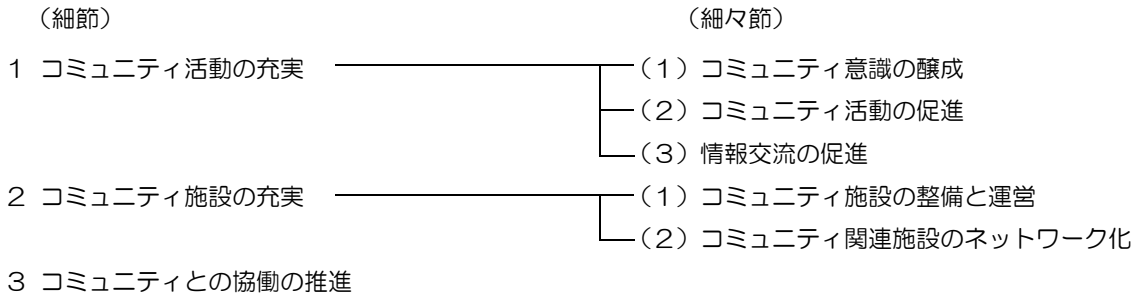 （細節） （細々節）
１ コミュニティ活動の充実 （１）コミュニティ意識の醸成
（２）コミュニティ活動の促進
（３）情報交流の促進
２ コミュニティ施設の充実 （１）コミュニティ施設の整備と運営
（２）コミュニティ関連施設のネットワーク化
３ コミュニティとの協働の推進